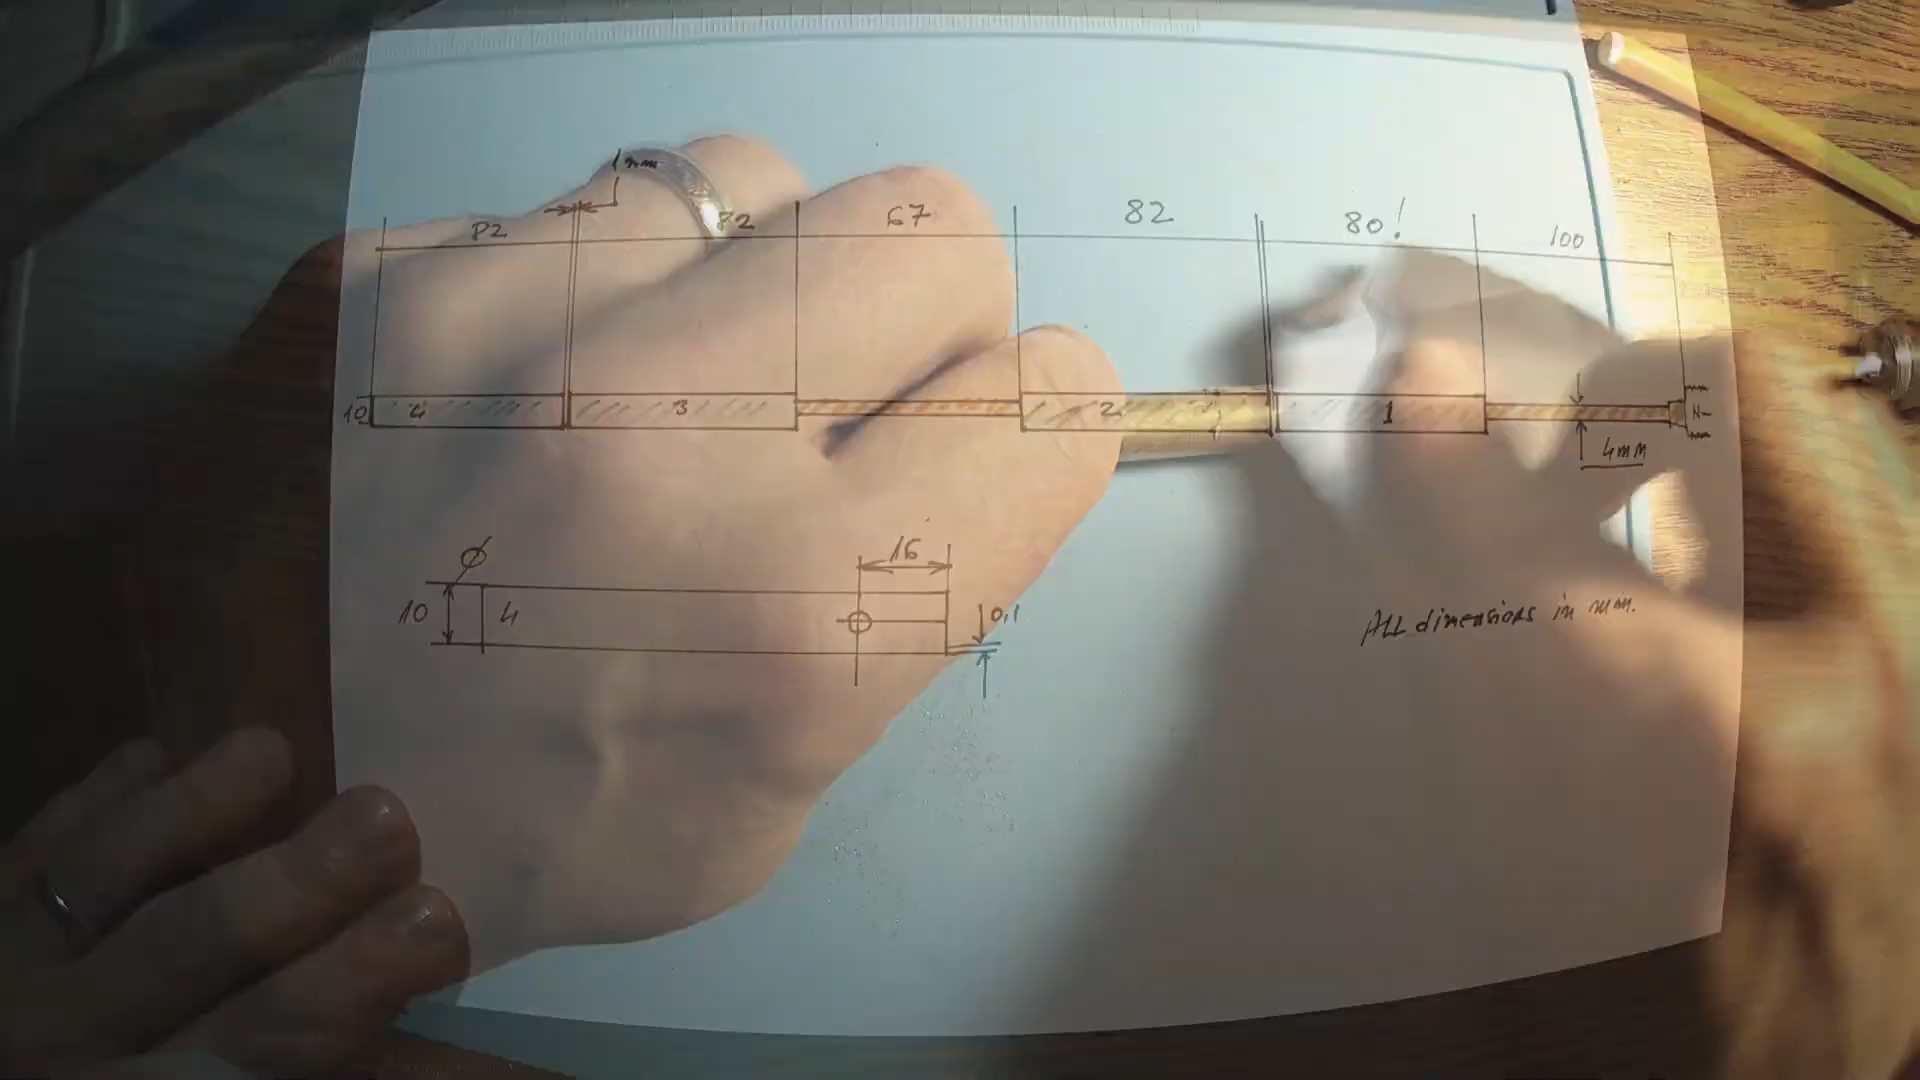 1mm
82 82 67 82 80! 100
10 4 3 2 1 N-
4mm
Ø 16
10 4 0,1
ALL dimensions in mm.